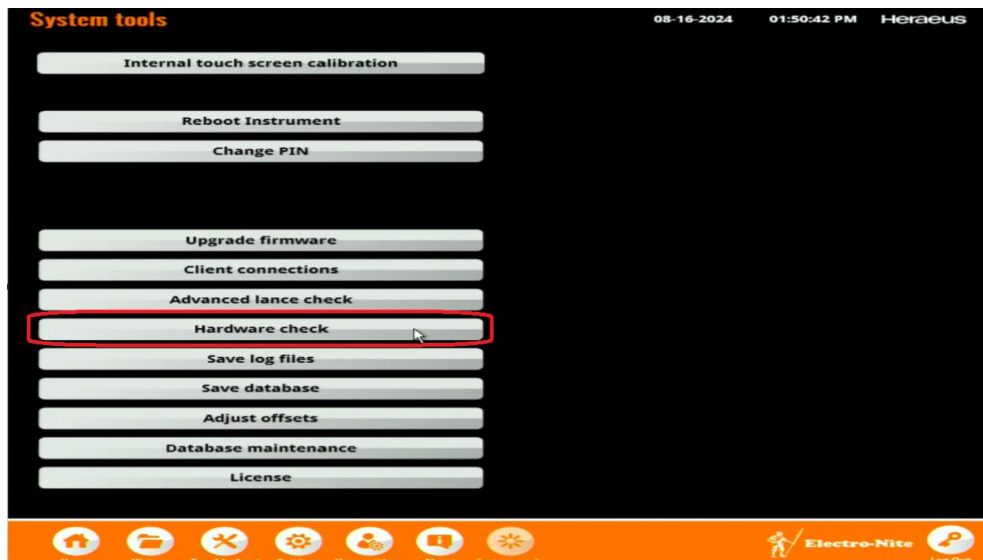 System tools
08-16-2024 01:50:42 PM Heraeus
Internal touch screen calibration
Reboot Instrument
Change PIN
Upgrade firmware
Client connections
Advanced lance check
Hardware check
Save log files
Save database
Adjust offsets
Database maintenance
License
Electro-Nite